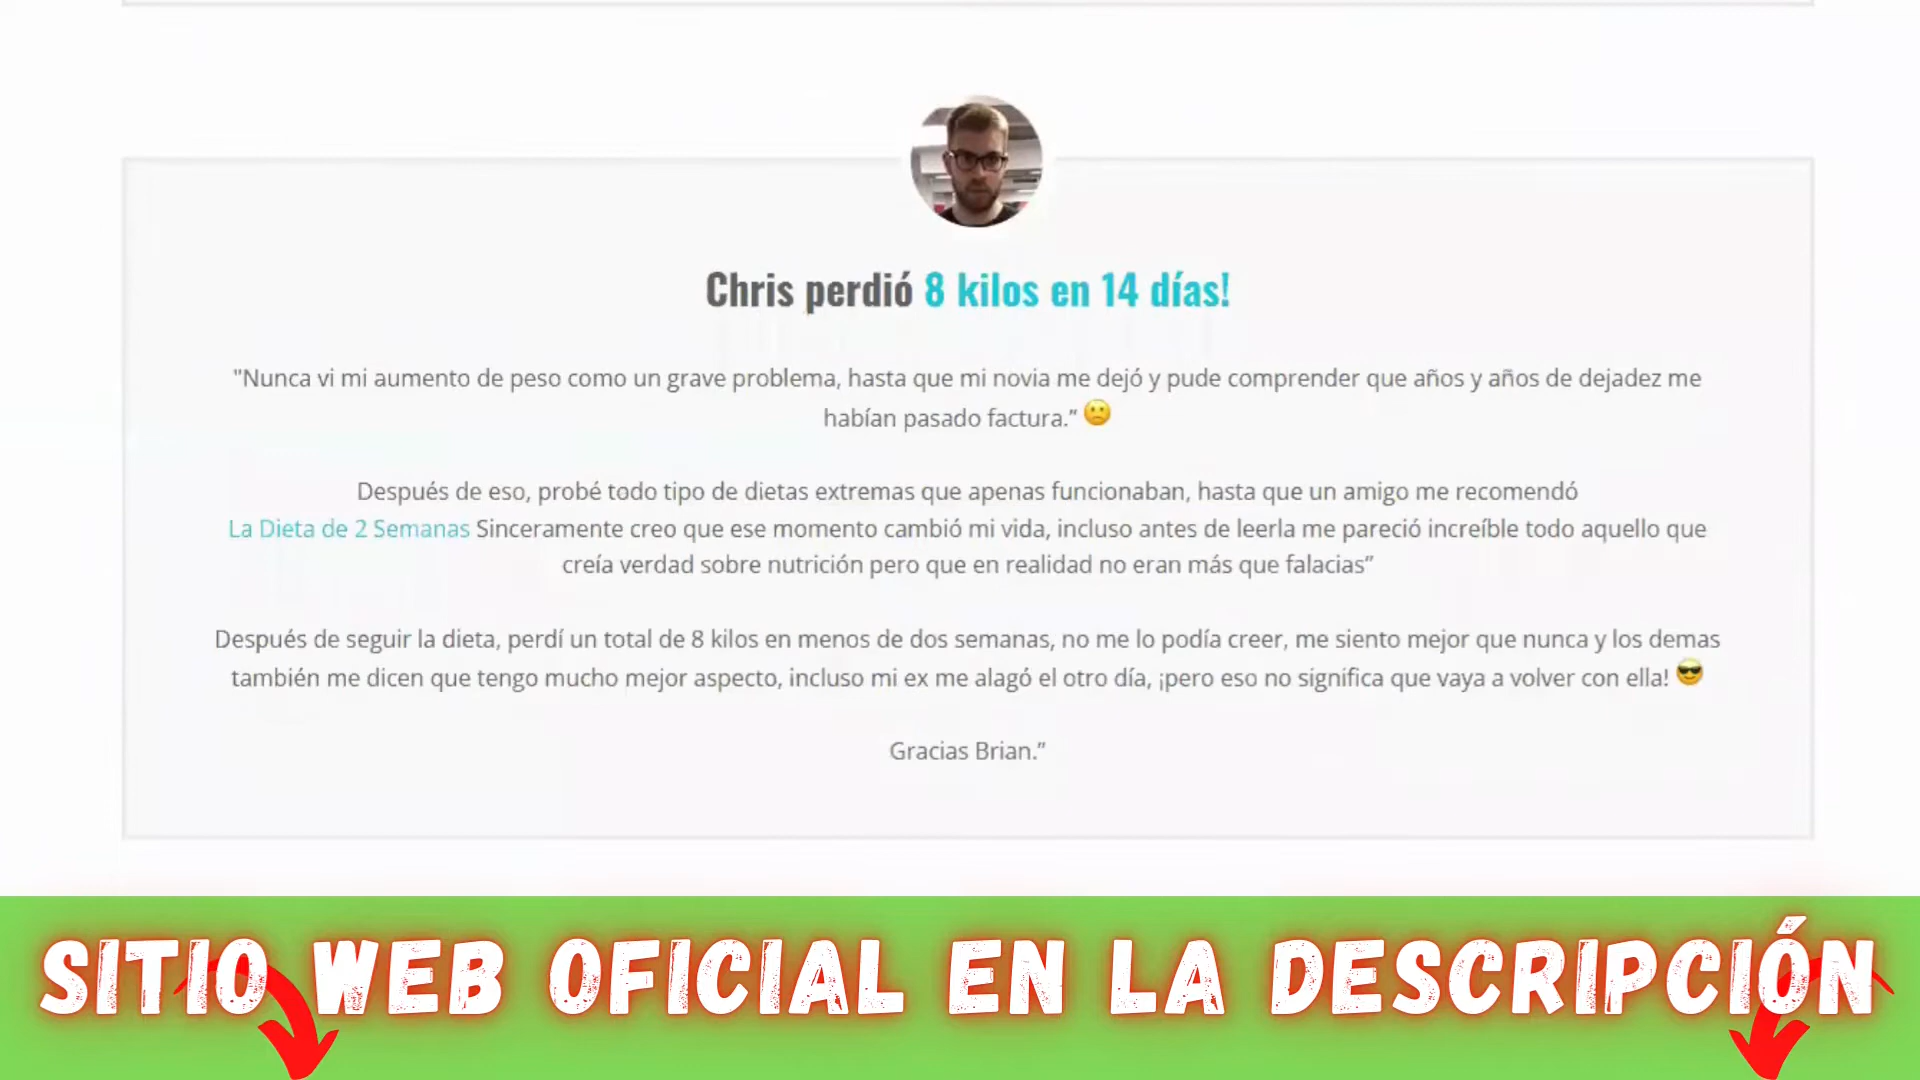 Chris perdió 8 kilos en 14 días!
"Nunca vi mi aumento de peso como un grave problema, hasta que mi novia me dejó y pude comprender que años y años de dejadez me
habían pasado factura.” 🙁
Después de eso, probé todo tipo de dietas extremas que apenas funcionaban, hasta que un amigo me recomendó
La Dieta de 2 Semanas Sinceramente creo que ese momento cambió mi vida, incluso antes de leerla me pareció increíble todo aquello que
creía verdad sobre nutrición pero que en realidad no eran más que falacias”
Después de seguir la dieta, perdí un total de 8 kilos en menos de dos semanas, no me lo podía creer, me siento mejor que nunca y los demas
también me dicen que tengo mucho mejor aspecto, incluso mi ex me alagó el otro día, ¡pero eso no significa que vaya a volver con ella! 😎
Gracias Brian.”
SITIO WEB OFICIAL EN LA DESCRIPCIÓN